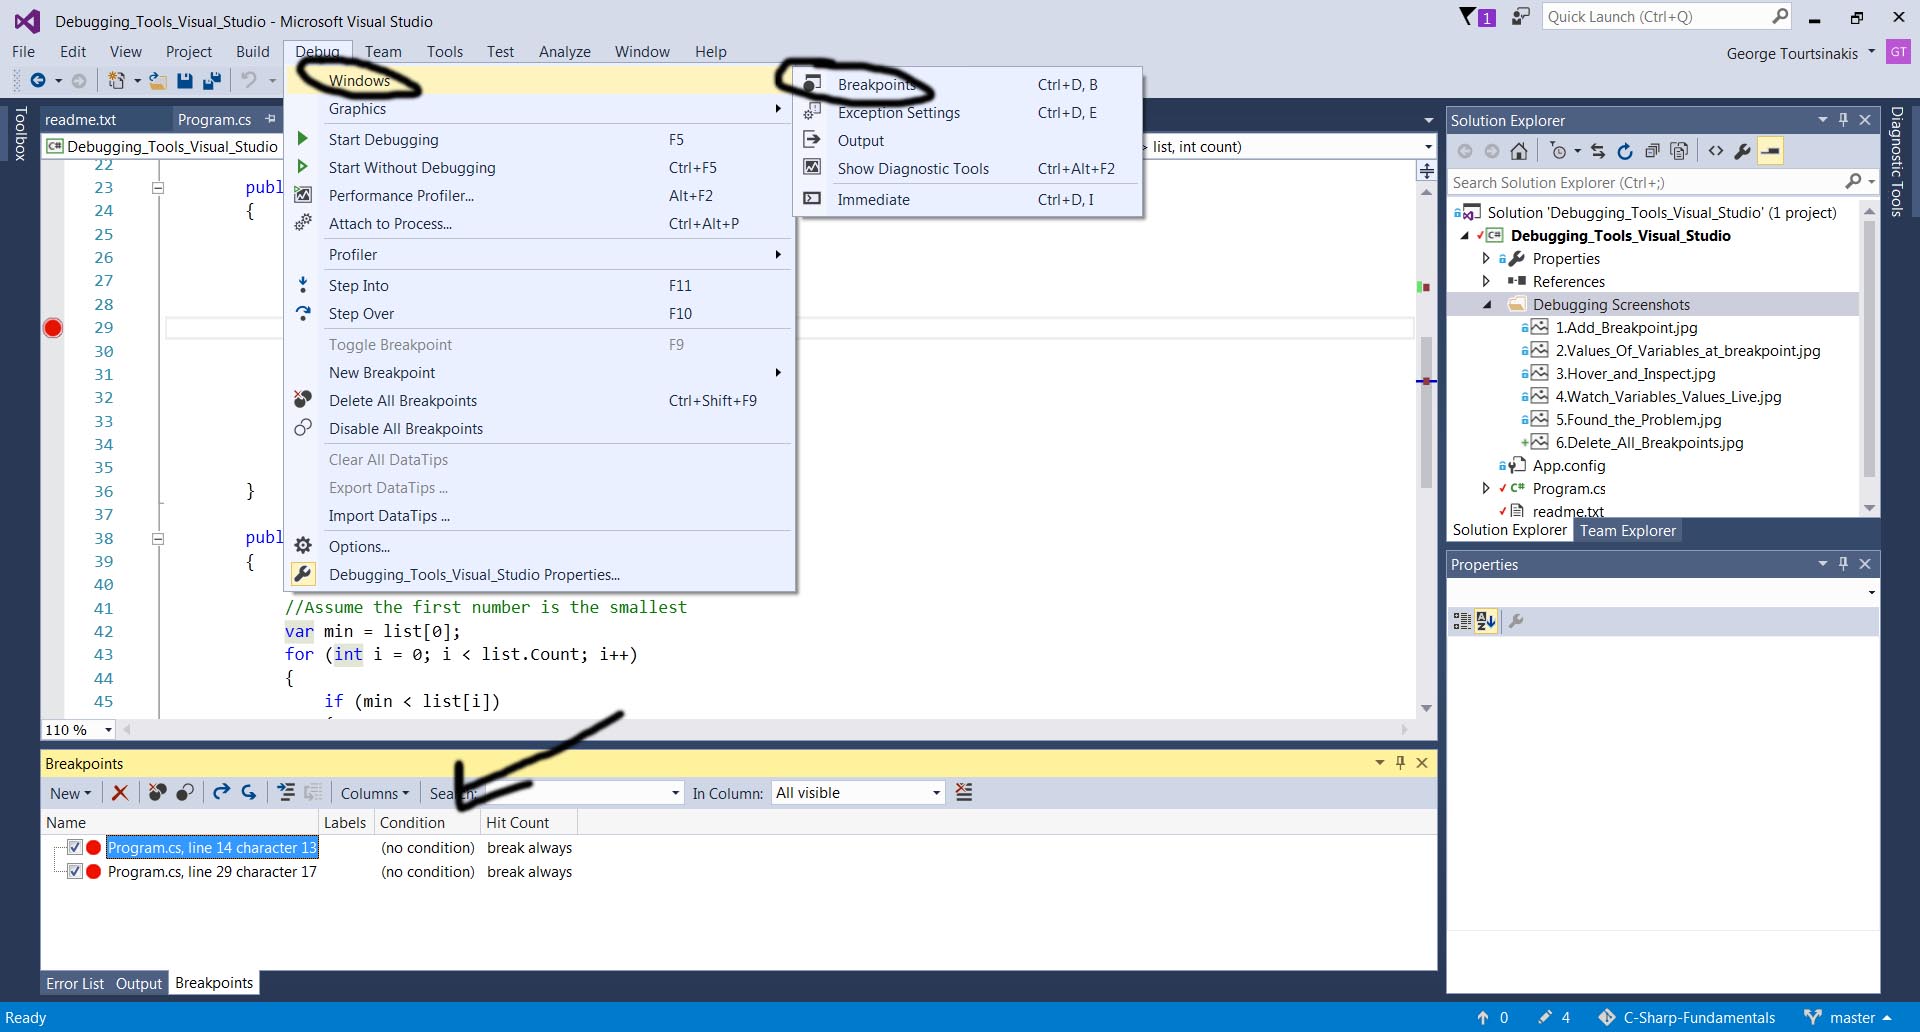 Debugging_Tools_Visual_Studio - Microsoft Visual Studio
1
Quick Launch (Ctrl+Q)
File Edit View Project Build Debug Team Tools Test Analyze Window Help
George Tourtsinakis GT
Toolbox
readme.txt Program.cs
Debugging_Tools_Visual_Studio
list, int count)
Windows
Graphics
Start Debugging F5
Start Without Debugging Ctrl+F5
Performance Profiler... Alt+F2
Attach to Process... Ctrl+Alt+P
Profiler
Step Into F11
Step Over F10
Toggle Breakpoint F9
New Breakpoint
Delete All Breakpoints Ctrl+Shift+F9
Disable All Breakpoints
Clear All DataTips
Export DataTips ...
Import DataTips ...
Options...
Debugging_Tools_Visual_Studio Properties...
Breakpoints Ctrl+D, B
Exception Settings Ctrl+D, E
Output
Show Diagnostic Tools Ctrl+Alt+F2
Immediate Ctrl+D, I
22
23 publ
24 {
25
26
27
28
29
30
31
32
33
34
35
36 }
37
38 publ
39 {
40
41 //Assume the first number is the smallest
42 var min = list[0];
43 for (int i = 0; i < list.Count; i++)
44 {
45 if (min < list[i])
110 %
Breakpoints
New Columns Search: In Column: All visible
Name Labels Condition Hit Count
Program.cs, line 14 character 13 (no condition) break always
Program.cs, line 29 character 17 (no condition) break always
Error List Output Breakpoints
Solution Explorer
Search Solution Explorer (Ctrl+;)
Solution 'Debugging_Tools_Visual_Studio' (1 project)
C# Debugging_Tools_Visual_Studio
Properties
References
Debugging Screenshots
1.Add_Breakpoint.jpg
2.Values_Of_Variables_at_breakpoint.jpg
3.Hover_and_Inspect.jpg
4.Watch_Variables_Values_Live.jpg
5.Found_the_Problem.jpg
6.Delete_All_Breakpoints.jpg
App.config
C# Program.cs
readme.txt
Solution Explorer Team Explorer
Properties
Diagnostic Tools
Ready
0 4 C-Sharp-Fundamentals master